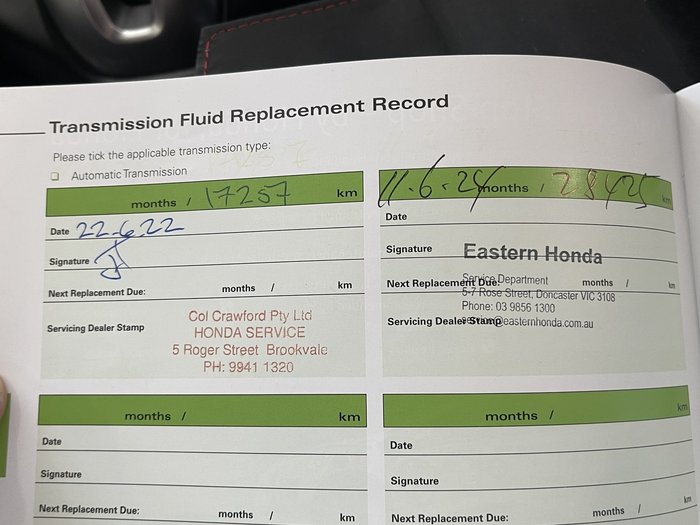 Transmission Fluid Replacement Record
Please tick the applicable transmission type:
Automatic Transmission
months / 17257 km
Date 22.6.22
Signature
Next Replacement Due: months / km
Servicing Dealer Stamp
Col Crawford Pty Ltd
HONDA SERVICE
5 Roger Street Brookvale
PH: 9941 1320
11.6.24 months / 28425 km
Date
Signature
Eastern Honda
Next Replacement Due: months / km
Service Department
5-7 Rose Street, Doncaster VIC 3108
Phone: 03 9856 1300
Servicing Dealer Stamp
service@easternhonda.com.au
months / km
Date
Signature
Next Replacement Due: months / km
months / km
Date
Signature
Next Replacement Due: months / km